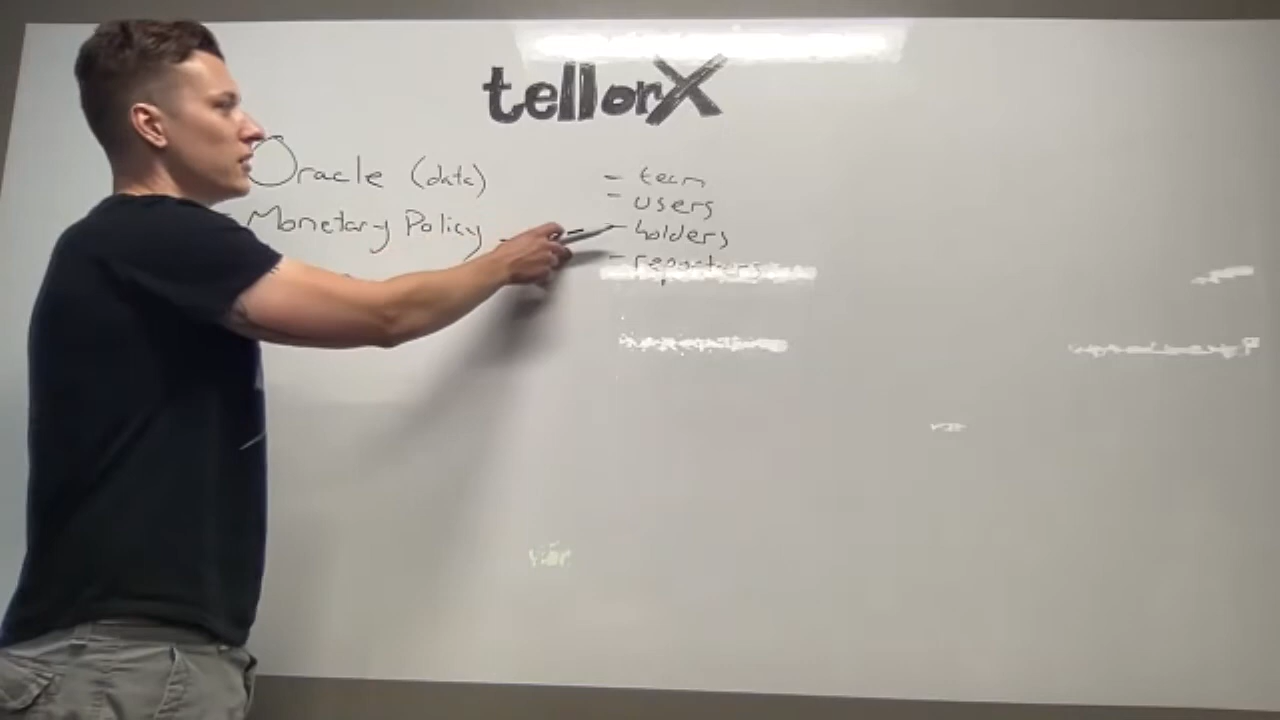 tellorX
Oracle (data)
- Monetary Policy
- team
- users
- holders
- reporters